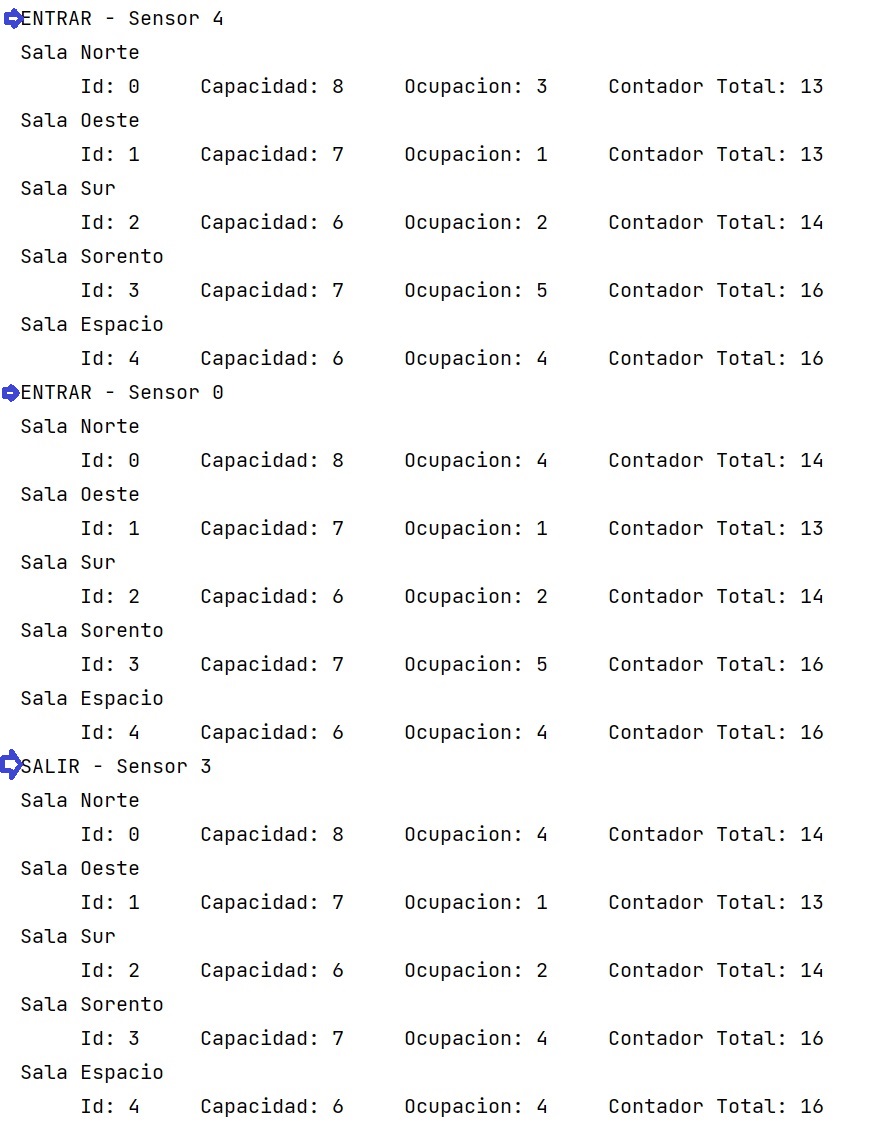 ENTRAR - Sensor 4
Sala Norte
Id: 0 Capacidad: 8 Ocupacion: 3 Contador Total: 13
Sala Oeste
Id: 1 Capacidad: 7 Ocupacion: 1 Contador Total: 13
Sala Sur
Id: 2 Capacidad: 6 Ocupacion: 2 Contador Total: 14
Sala Sorento
Id: 3 Capacidad: 7 Ocupacion: 5 Contador Total: 16
Sala Espacio
Id: 4 Capacidad: 6 Ocupacion: 4 Contador Total: 16
ENTRAR - Sensor 0
Sala Norte
Id: 0 Capacidad: 8 Ocupacion: 4 Contador Total: 14
Sala Oeste
Id: 1 Capacidad: 7 Ocupacion: 1 Contador Total: 13
Sala Sur
Id: 2 Capacidad: 6 Ocupacion: 2 Contador Total: 14
Sala Sorento
Id: 3 Capacidad: 7 Ocupacion: 5 Contador Total: 16
Sala Espacio
Id: 4 Capacidad: 6 Ocupacion: 4 Contador Total: 16
SALIR - Sensor 3
Sala Norte
Id: 0 Capacidad: 8 Ocupacion: 4 Contador Total: 14
Sala Oeste
Id: 1 Capacidad: 7 Ocupacion: 1 Contador Total: 13
Sala Sur
Id: 2 Capacidad: 6 Ocupacion: 2 Contador Total: 14
Sala Sorento
Id: 3 Capacidad: 7 Ocupacion: 4 Contador Total: 16
Sala Espacio
Id: 4 Capacidad: 6 Ocupacion: 4 Contador Total: 16